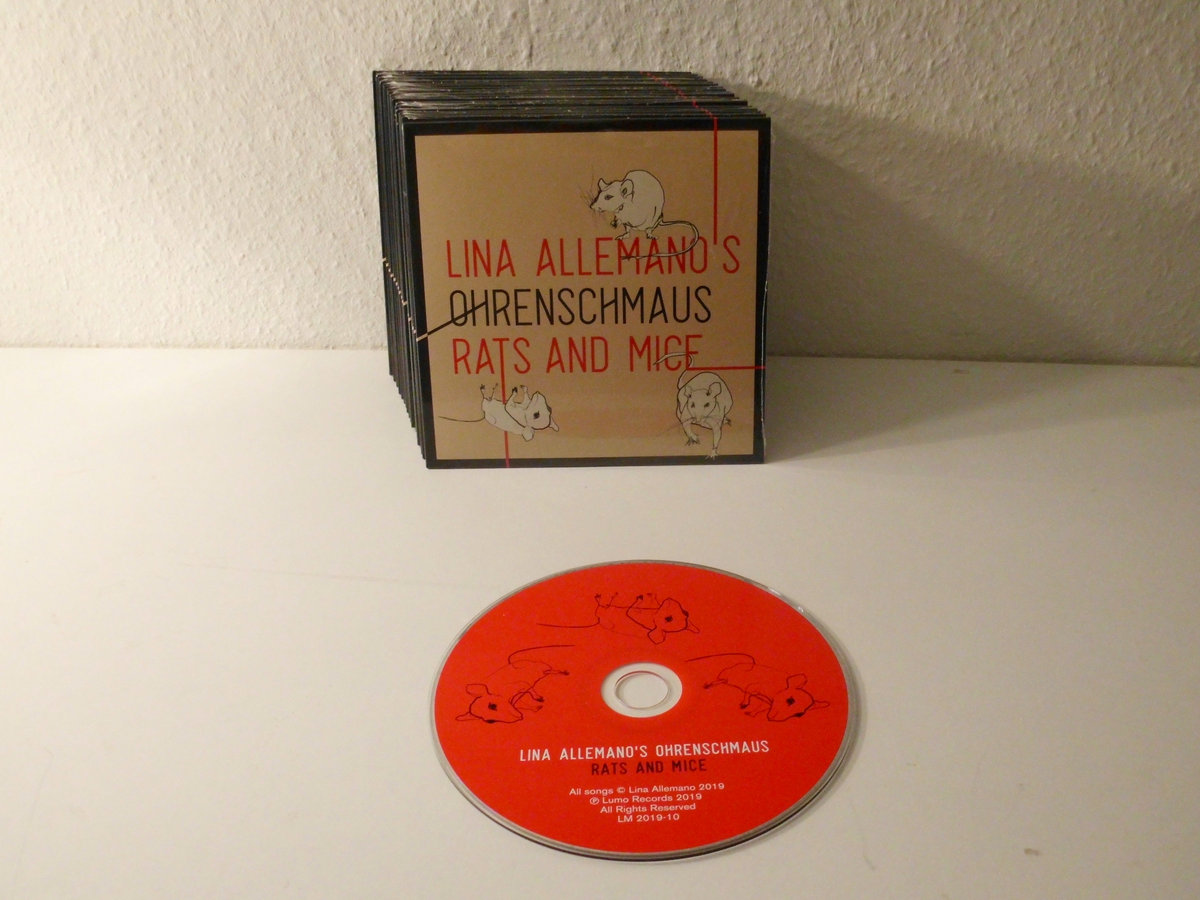 LINA ALLEMANO'S
OHRENSCHMAUS
RATS AND MICE
LINA ALLEMANO'S OHRENSCHMAUS
RATS AND MICE
All songs © Lina Allemano 2019
℗ Lumo Records 2019
All Rights Reserved
LM 2019-10